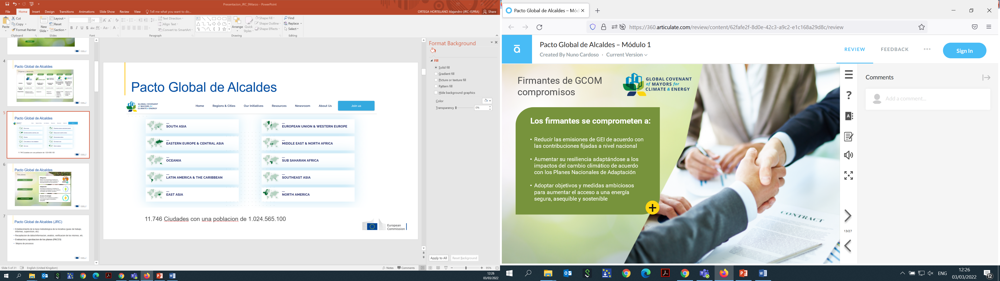 Presentacion_JRC_9Marzo - PowerPoint
File Home Insert Design Transitions Animations Slide Show Review View Tell me what you want to do...
ORTEGA HORTELANO Alejandro (JRC-ISPRA) Share
Paste
Cut
Copy
Format Painter
Clipboard
New
Slide
Layout
Reset
Section
Slides
24
B I U S abc AV Aa A
Font
Text Direction
Align Text
Convert to SmartArt
Paragraph
Arrange
Quick
Styles
Shape Fill
Shape Outline
Shape Effects
Drawing
Find
Replace
Select
Editing
4
Pacto Global de Alcaldes
Orígenes y desarrollo
5
Pacto Global de Alcaldes
11.746 Ciudades con una poblacion de 1.024.565.100
6
Pacto Global de Alcaldes
Tres pilares
Mitigación
Adaptación
Acceso a la energía
7
Pacto Global de Alcaldes (JRC)
• Establecimiento de la base metodologica de la iniciativa (guias de trabajo,
informes, supervision, etc)
• Recopilacion de datos/informacion, analisis, verificacion de los mismos, etc.
• Evaluacion y aprobacion de los planes (PACES)
• Mejora de procesos
Pacto Global de Alcaldes
GLOBAL COVENANT
of MAYORS for
CLIMATE & ENERGY
Home Regions & Cities Our Initiatives Resources Newsroom About Us Join us
SOUTH ASIA
EUROPEAN UNION & WESTERN EUROPE
EASTERN EUROPE & CENTRAL ASIA
MIDDLE EAST & NORTH AFRICA
OCEANIA
SUB SAHARAN AFRICA
LATIN AMERICA & THE CARIBBEAN
SOUTHEAST ASIA
EAST ASIA
NORTH AMERICA
11.746 Ciudades con una poblacion de 1.024.565.100
European
Commission
Format Background
Fill
Solid fill
Gradient fill
Picture or texture fill
Pattern fill
Hide background graphics
Color
Transparency 0%
Apply to All Reset Background
Slide 5 of 31 English (United Kingdom)
Notes Comments 95%
12:26
03/03/2022
Pacto Global de Alcaldes – Mód
https://360.articulate.com/review/content/62fafe2f-8d0e-42c3-a9c2-e1c168a29d8c/review
ā
Pacto Global de Alcaldes – Módulo 1
Created By Nuno Cardoso · Current Version
REVIEW FEEDBACK Sign In
Firmantes de GCOM
compromisos
GLOBAL COVENANT
of MAYORS for
CLIMATE & ENERGY
Los firmantes se comprometen a:
• Reducir las emisiones de GEI de acuerdo con
las contribuciones fijadas a nivel nacional
• Aumentar su resiliencia adaptándose a los
impactos del cambio climático de acuerdo
con los Planes Nacionales de Adaptación
• Adoptar objetivos y medidas ambiciosos
para aumentar el acceso a una energía
segura, asequible y sostenible
CONTRACT
13/27
Comments
Add a comment...
ENG
12:26
03/03/2022
12